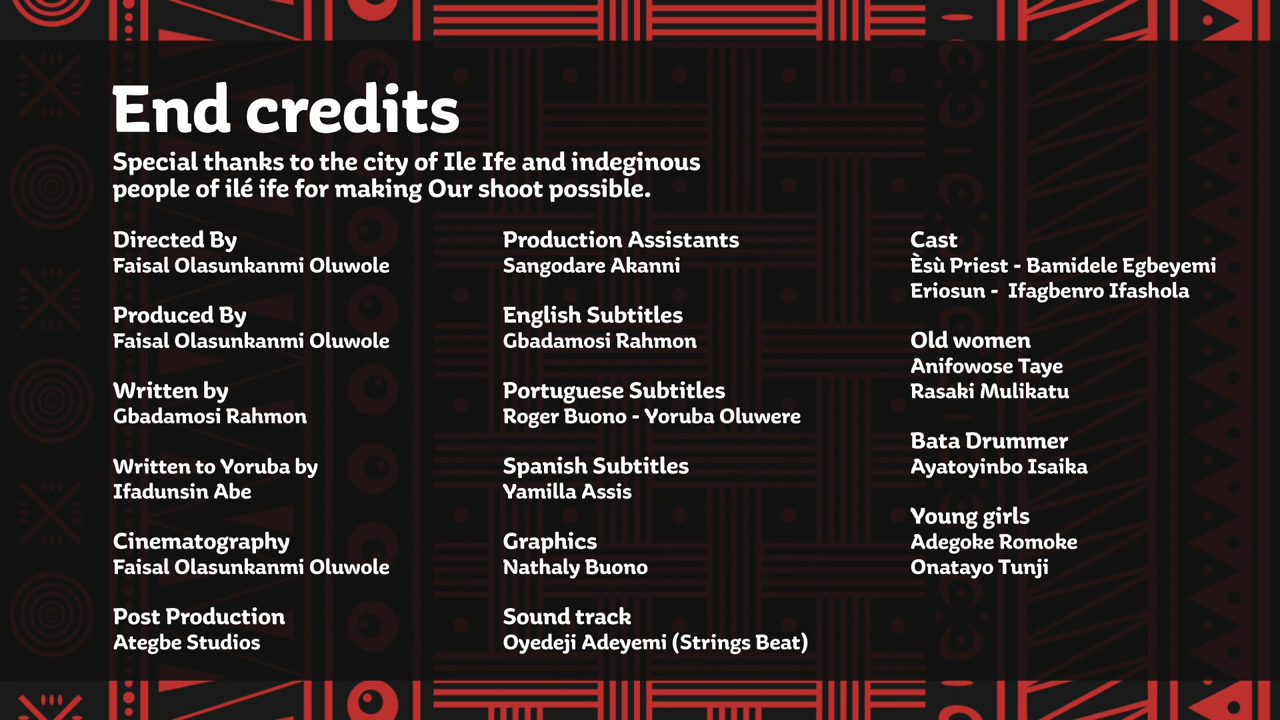 End credits
Special thanks to the city of Ile Ife and indeginous
people of ilé ife for making Our shoot possible.
Directed By
Faisal Olasunkanmi Oluwole
Produced By
Faisal Olasunkanmi Oluwole
Written by
Gbadamosi Rahmon
Written to Yoruba by
Ifadunsin Abe
Cinematography
Faisal Olasunkanmi Oluwole
Post Production
Ategbe Studios
Production Assistants
Sangodare Akanni
English Subtitles
Gbadamosi Rahmon
Portuguese Subtitles
Roger Buono - Yoruba Oluwere
Spanish Subtitles
Yamilla Assis
Graphics
Nathaly Buono
Sound track
Oyedeji Adeyemi (Strings Beat)
Cast
Èsù Priest - Bamidele Egbeyemi
Eriosun - Ifagbenro Ifashola
Old women
Anifowose Taye
Rasaki Mulikatu
Bata Drummer
Ayatoyinbo Isaika
Young girls
Adegoke Romoke
Onatayo Tunji